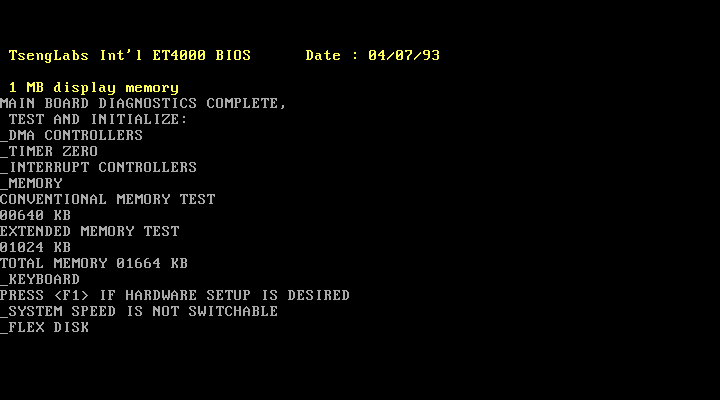 TsengLabs Int'l ET4000 BIOS      Date : 04/07/93
1 MB display memory
MAIN BOARD DIAGNOSTICS COMPLETE,
TEST AND INITIALIZE:
_DMA CONTROLLERS
_TIMER ZERO
_INTERRUPT CONTROLLERS
_MEMORY
CONVENTIONAL MEMORY TEST
00640 KB
EXTENDED MEMORY TEST
01024 KB
TOTAL MEMORY 01664 KB
_KEYBOARD
PRESS <F1> IF HARDWARE SETUP IS DESIRED
_SYSTEM SPEED IS NOT SWITCHABLE
_FLEX DISK